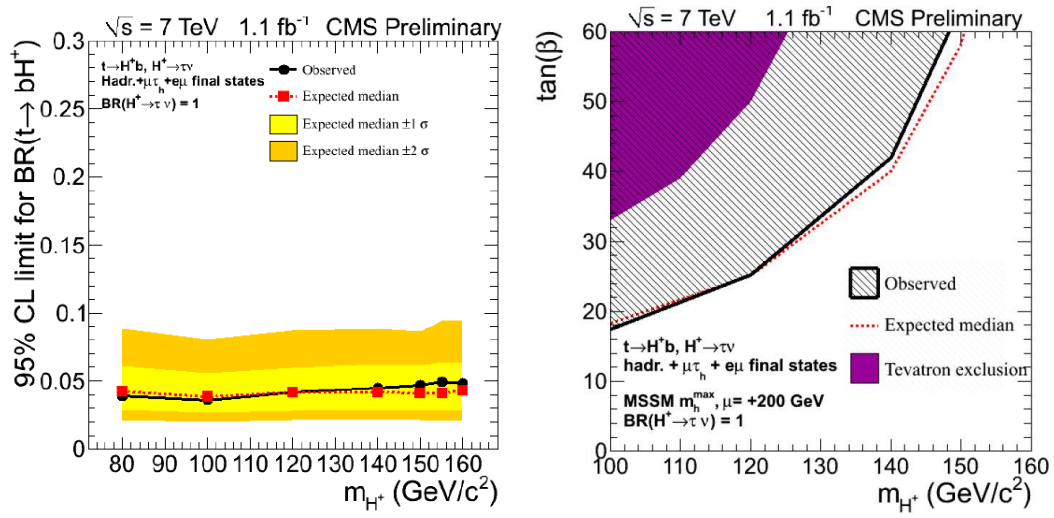 √s = 7 TeV 1.1 fb⁻¹ CMS Preliminary
95% CL limit for BR(t→ bH⁺)
0.3
0.25
0.2
0.15
0.1
0.05
0
t→H⁺b, H⁺→τν
Hadr.+μτₕ+eμ final states
BR(H⁺→τ ν) = 1
Observed
Expected median
Expected median ±1 σ
Expected median ±2 σ
80 90 100 110 120 130 140 150 160
m_H⁺ (GeV/c²)
√s = 7 TeV 1.1 fb⁻¹ CMS Preliminary
tan(β)
60
50
40
30
20
10
0
Observed
Expected median
Tevatron exclusion
t→H⁺b, H⁺→τν
hadr. + μτₕ + eμ final states
MSSM mₕᵐᵃˣ, μ= +200 GeV
BR(H⁺→τ ν) = 1
100 110 120 130 140 150 160
m_H⁺ (GeV/c²)